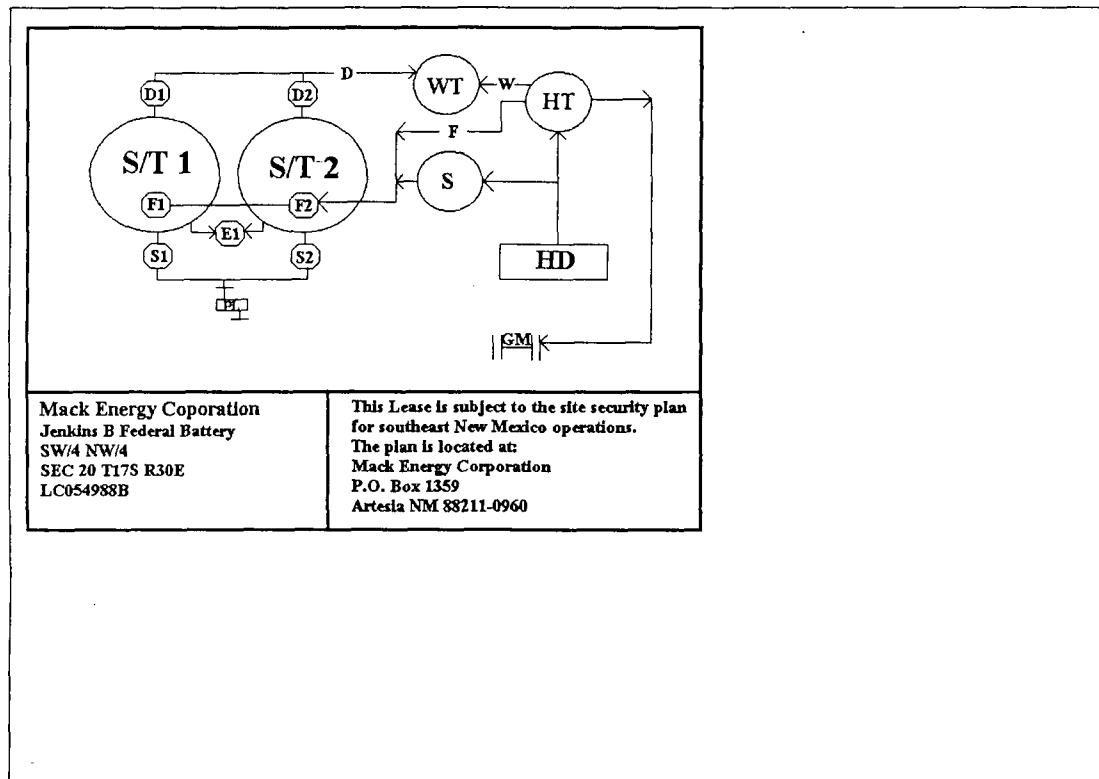 D
D1
D2
WT
W
HT
F
S/T 1
S/T 2
S
F1
F2
E1
S1
S2
HD
GM
Mack Energy Coporation
Jenkins B Federal Battery
SW/4 NW/4
SEC 20 T17S R30E
LC054988B
This Lease is subject to the site security plan
for southeast New Mexico operations.
The plan is located at:
Mack Energy Corporation
P.O. Box 1359
Artesia NM 88211-0960